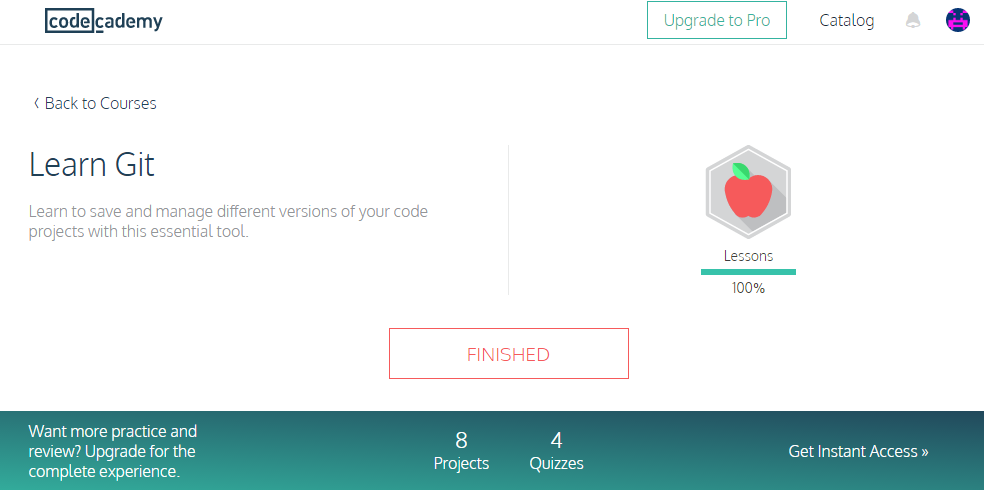 codecademy
Upgrade to Pro
Catalog
‹ Back to Courses
Learn Git
Learn to save and manage different versions of your code
projects with this essential tool.
Lessons
100%
FINISHED
Want more practice and
review? Upgrade for the
complete experience.
8
Projects
4
Quizzes
Get Instant Access »